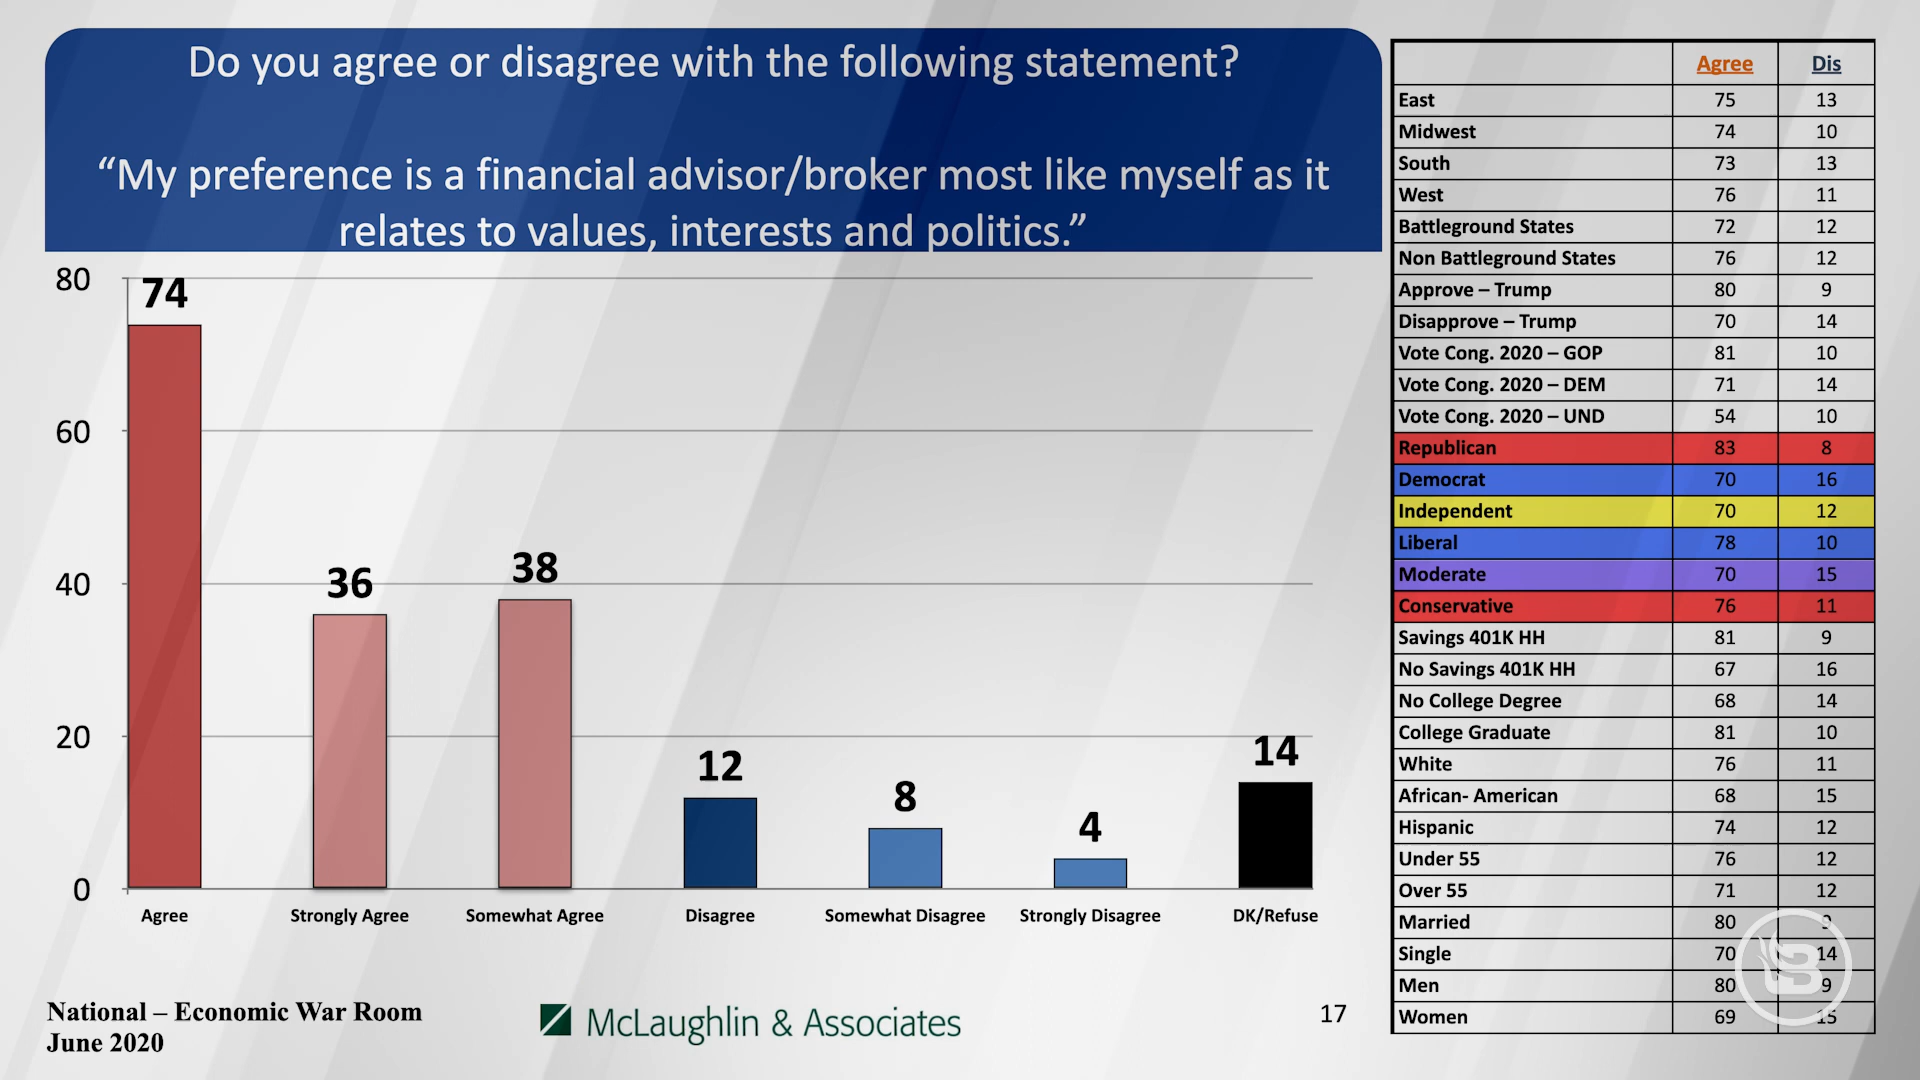 Do you agree or disagree with the following statement?
“My preference is a financial advisor/broker most like myself as it
relates to values, interests and politics.”
80
60
40
20
0
74
36
38
12
8
4
14
Agree
Strongly Agree
Somewhat Agree
Disagree
Somewhat Disagree
Strongly Disagree
DK/Refuse
National – Economic War Room
June 2020
McLaughlin & Associates
17
Agree Dis
East 75 13
Midwest 74 10
South 73 13
West 76 11
Battleground States 72 12
Non Battleground States 76 12
Approve – Trump 80 9
Disapprove – Trump 70 14
Vote Cong. 2020 – GOP 81 10
Vote Cong. 2020 – DEM 71 14
Vote Cong. 2020 – UND 54 10
Republican 83 8
Democrat 70 16
Independent 70 12
Liberal 78 10
Moderate 70 15
Conservative 76 11
Savings 401K HH 81 9
No Savings 401K HH 67 16
No College Degree 68 14
College Graduate 81 10
White 76 11
African- American 68 15
Hispanic 74 12
Under 55 76 12
Over 55 71 12
Married 80 9
Single 70 14
Men 80 9
Women 69 15
B